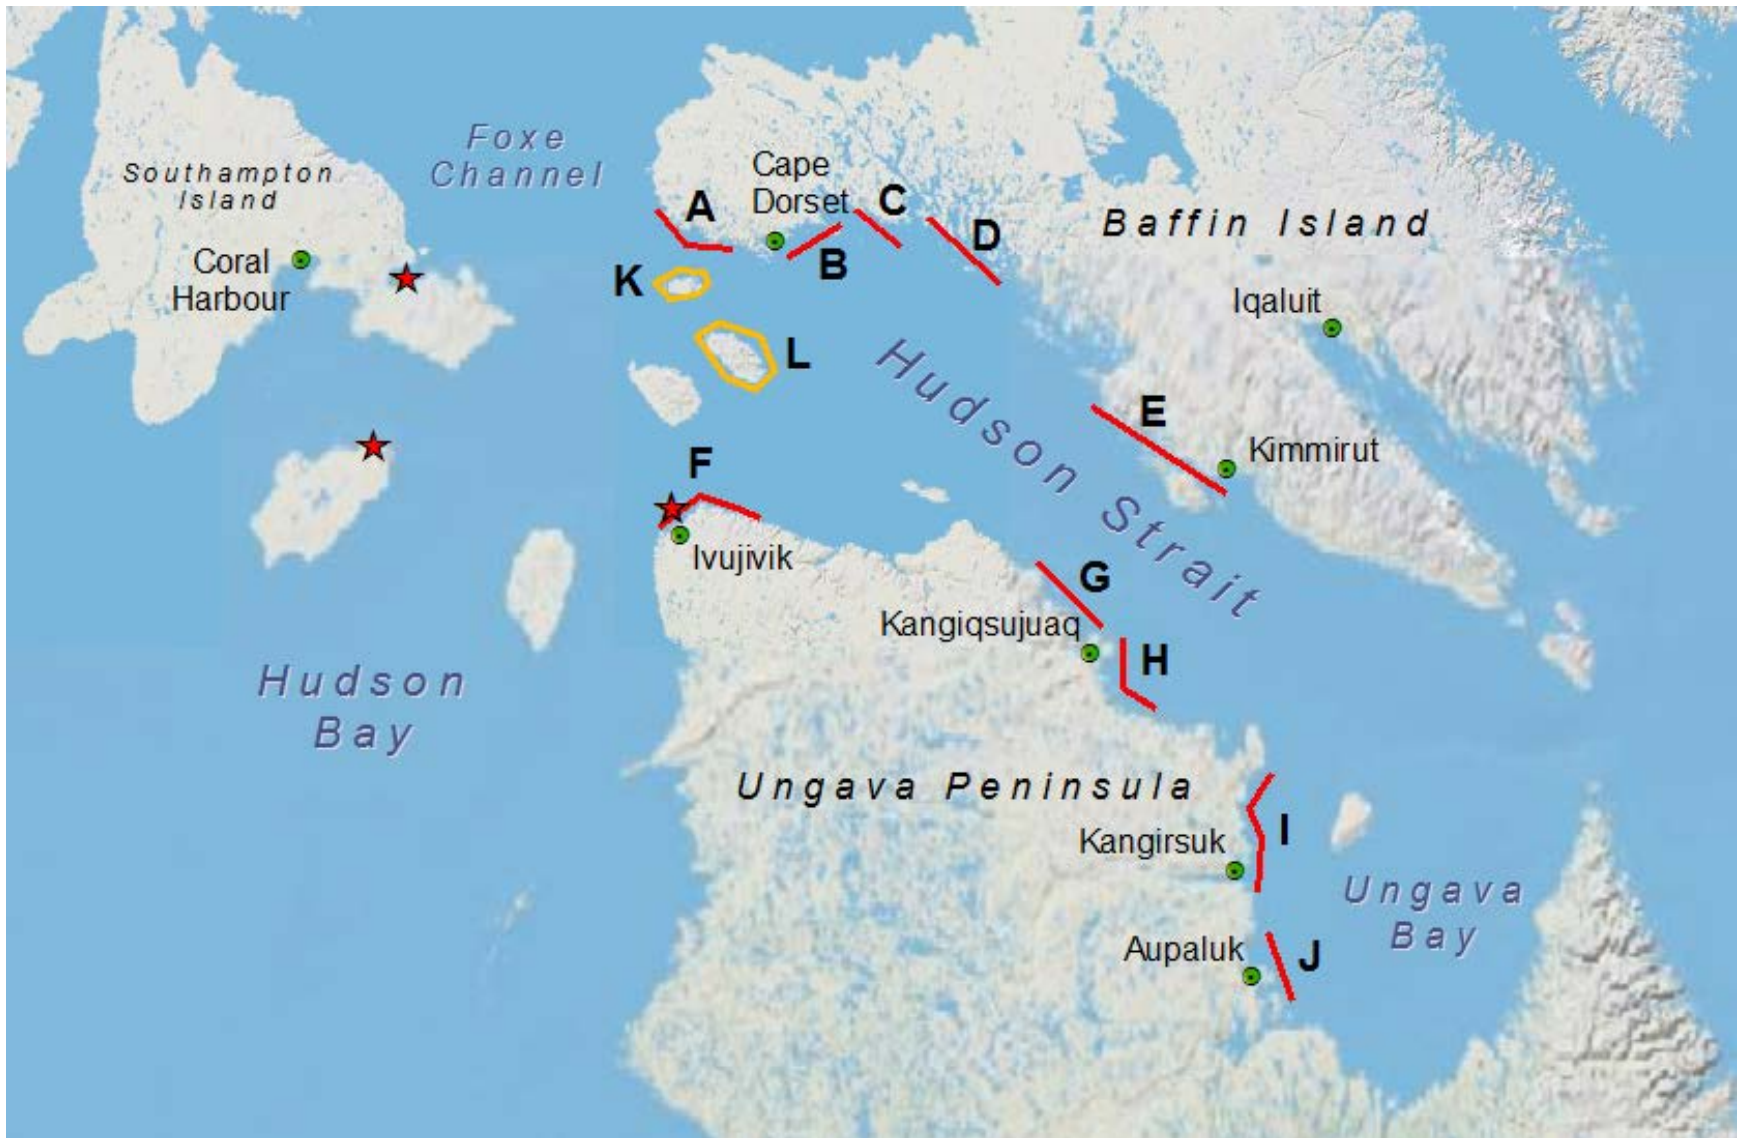 Foxe
Channel
Southampton
Island
Cape
Dorset
A
C
B
D
Baffin Island
Coral
Harbour
K
L
Iqaluit
Hudson Strait
E
Kimmirut
F
Ivujivik
G
Kangiqsujuaq
H
Hudson
Bay
Ungava Peninsula
Kangirsuk
I
Ungava
Bay
Aupaluk
J